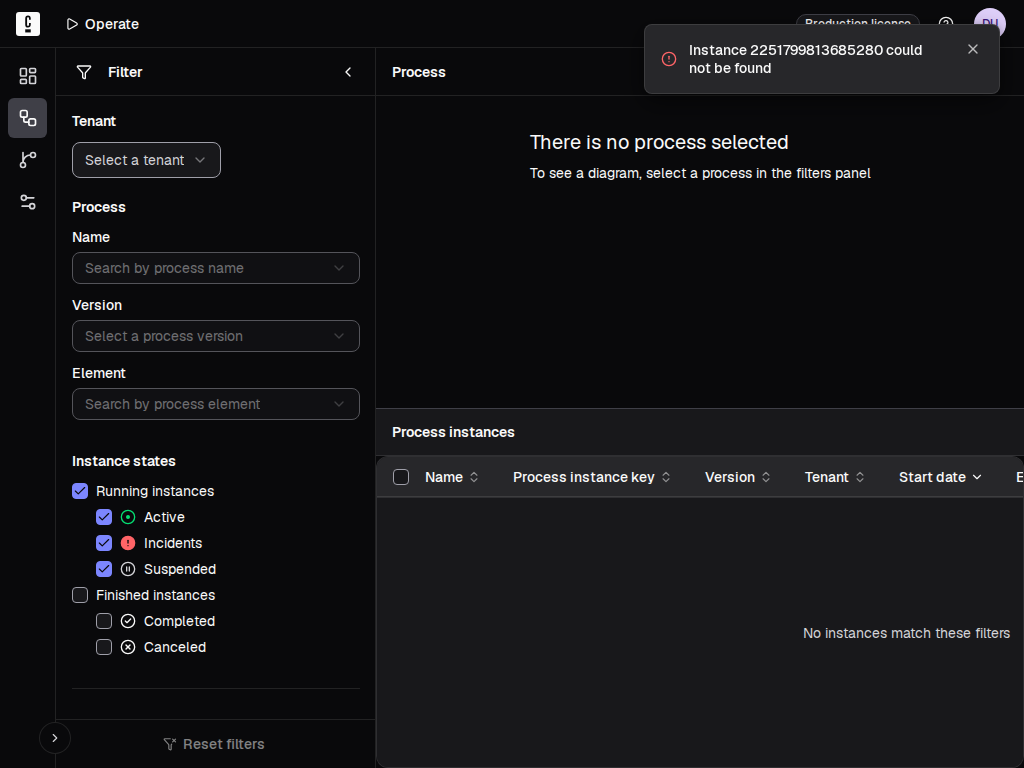 Operate
Production license
Instance 2251799813685280 could
not be found
Filter
Process
Tenant
Select a tenant
Process
Name
Search by process name
Version
Select a process version
Element
Search by process element
Instance states
Running instances
Active
Incidents
Suspended
Finished instances
Completed
Canceled
Reset filters
There is no process selected
To see a diagram, select a process in the filters panel
Process instances
Name
Process instance key
Version
Tenant
Start date
E
No instances match these filters